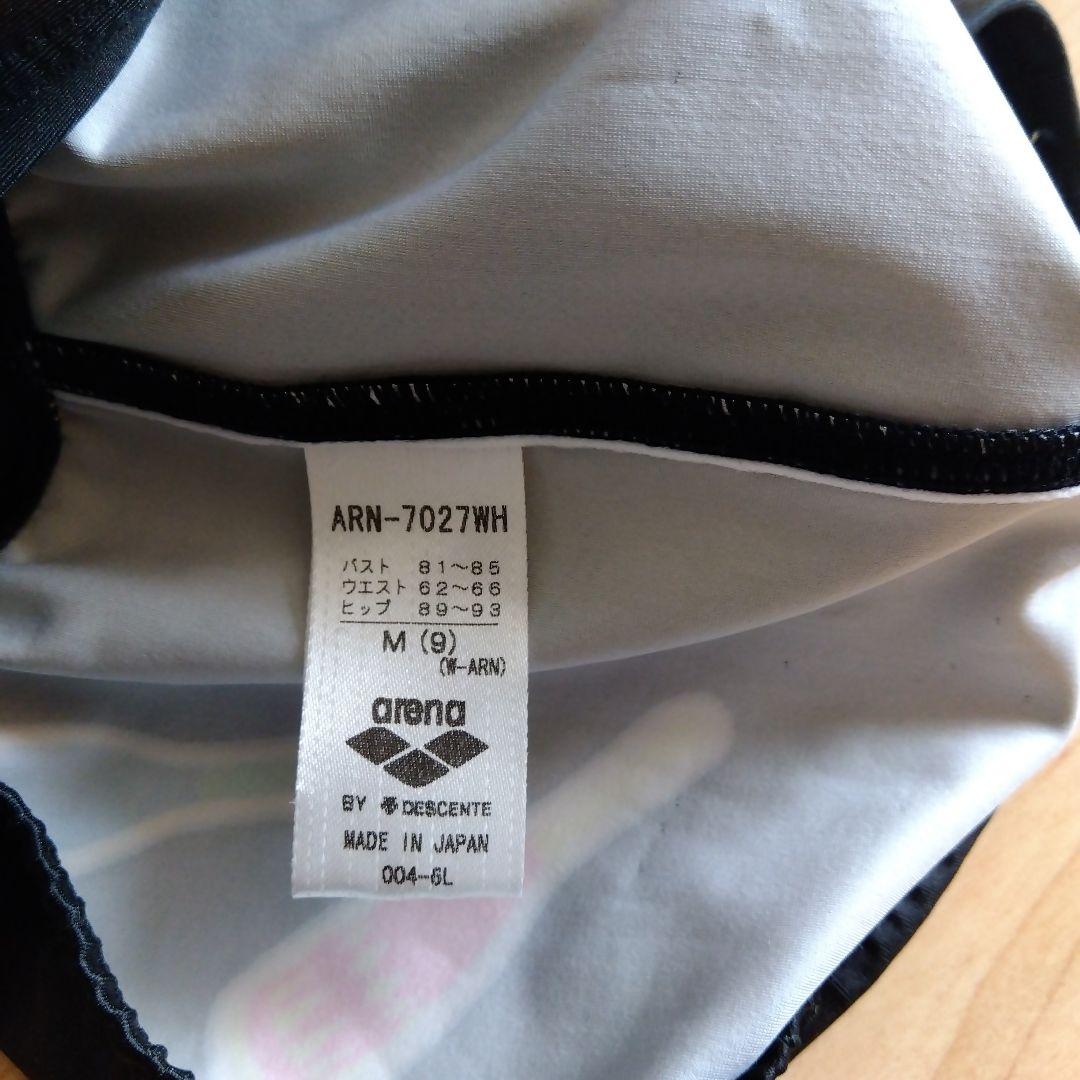 ARN-7027WH
バスト 81～85
ウエスト 62～66
ヒップ 89～93
M (9)
(W-ARN)
arena
BY DESCENTE
MADE IN JAPAN
004-6L